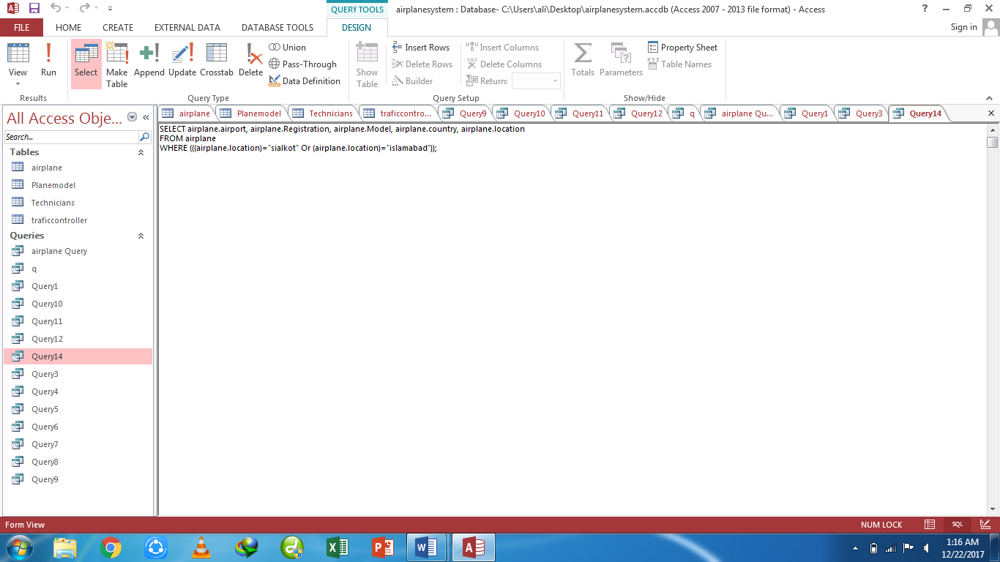 QUERY TOOLS
airplanesystem : Database- C:\Users\ali\Desktop\airplanesystem.accdb (Access 2007 - 2013 file format) - Access
FILE HOME CREATE EXTERNAL DATA DATABASE TOOLS DESIGN Sign in
View Run Select Make Table Append Update Crosstab Delete
Union
Pass-Through
Data Definition
Show Table
Insert Rows
Delete Rows
Builder
Insert Columns
Delete Columns
Return:
Totals Parameters
Property Sheet
Table Names
Results Query Type Query Setup Show/Hide
All Access Obje...
Search...
airplane Planemodel Technicians traficcontro... Query9 Query10 Query11 Query12 q airplane Qu... Query1 Query3 Query14
SELECT airplane.airport, airplane.Registration, airplane.Model, airplane.country, airplane.location
FROM airplane
WHERE (((airplane.location)="sialkot" Or (airplane.location)="islamabad"));
Tables
airplane
Planemodel
Technicians
traficcontroller
Queries
airplane Query
q
Query1
Query10
Query11
Query12
Query14
Query3
Query4
Query5
Query6
Query7
Query8
Query9
Form View NUM LOCK SQL
1:16 AM
12/22/2017